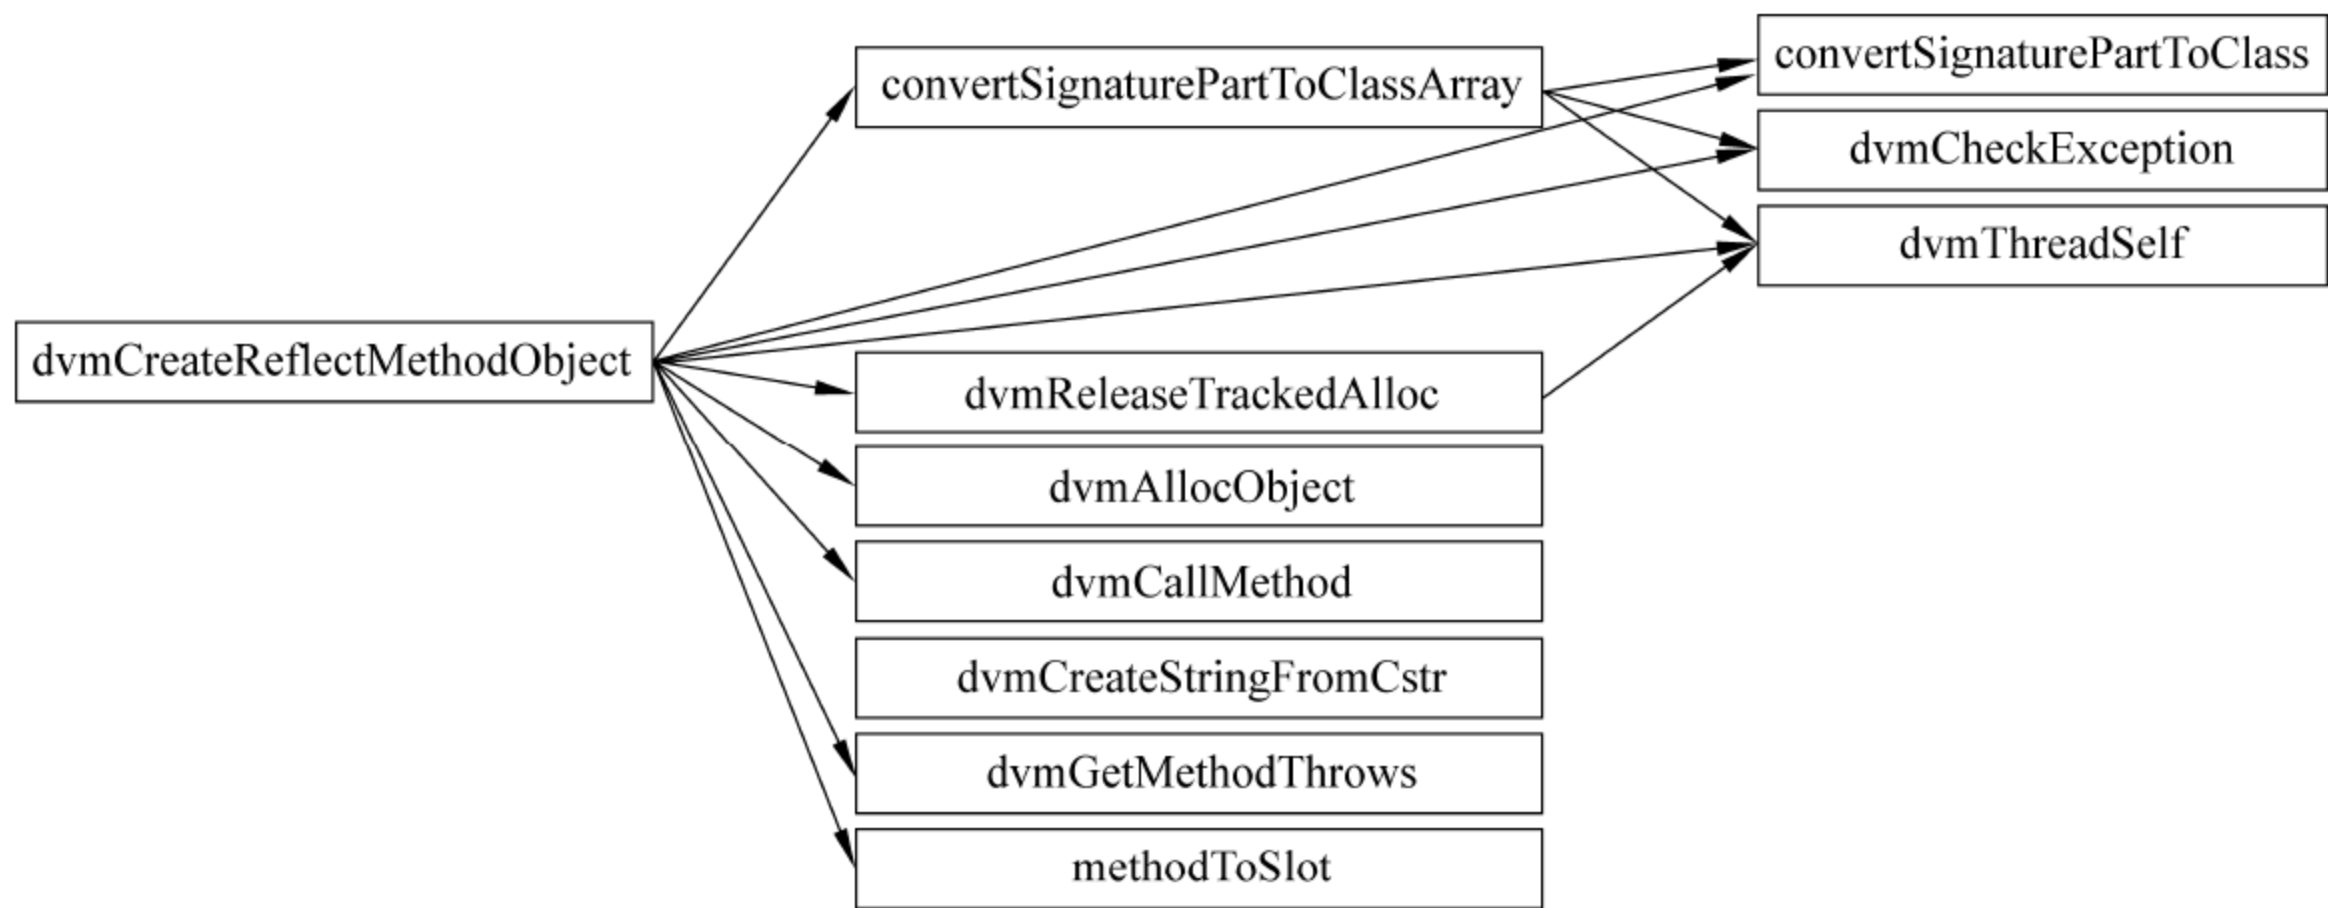 convertSignaturePartToClassArray
convertSignaturePartToClass
dvmCheckException
dvmThreadSelf
dvmCreateReflectMethodObject
dvmReleaseTrackedAlloc
dvmAllocObject
dvmCallMethod
dvmCreateStringFromCstr
dvmGetMethodThrows
methodToSlot